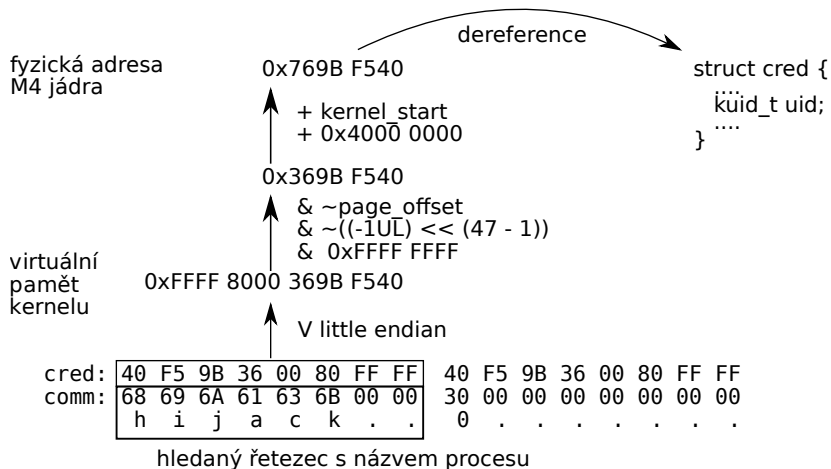 dereference
fyzická adresa
M4 jádra
0x769B F540
struct cred {
....
kuid_t uid;
....
}
+ kernel_start
+ 0x4000 0000
0x369B F540
& ~page_offset
& ~((-1UL) << (47 - 1))
& 0xFFFF FFFF
virtuální
pamět
kernelu
0xFFFF 8000 369B F540
V little endian
cred: 40 F5 9B 36 00 80 FF FF 40 F5 9B 36 00 80 FF FF
comm: 68 69 6A 61 63 6B 00 00 30 00 00 00 00 00 00 00
h i j a c k . . 0 . . . . . . .
hledaný řetezec s názvem procesu